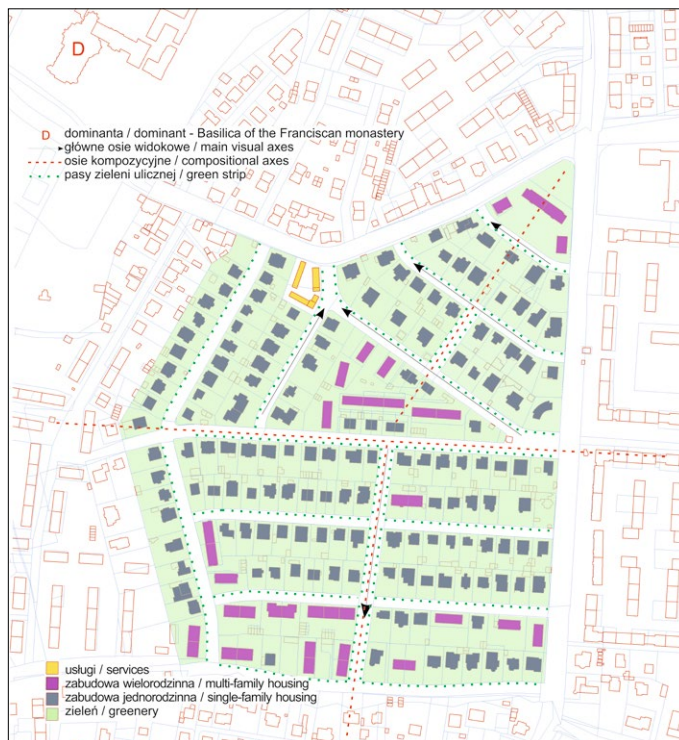 D
D dominanta / dominant - Basilica of the Franciscan monastery
główne osie widokowe / main visual axes
osie kompozycyjne / compositional axes
pasy zieleni ulicznej / green strip
usługi / services
zabudowa wielorodzinna / multi-family housing
zabudowa jednorodzinna / single-family housing
zieleń / greenery